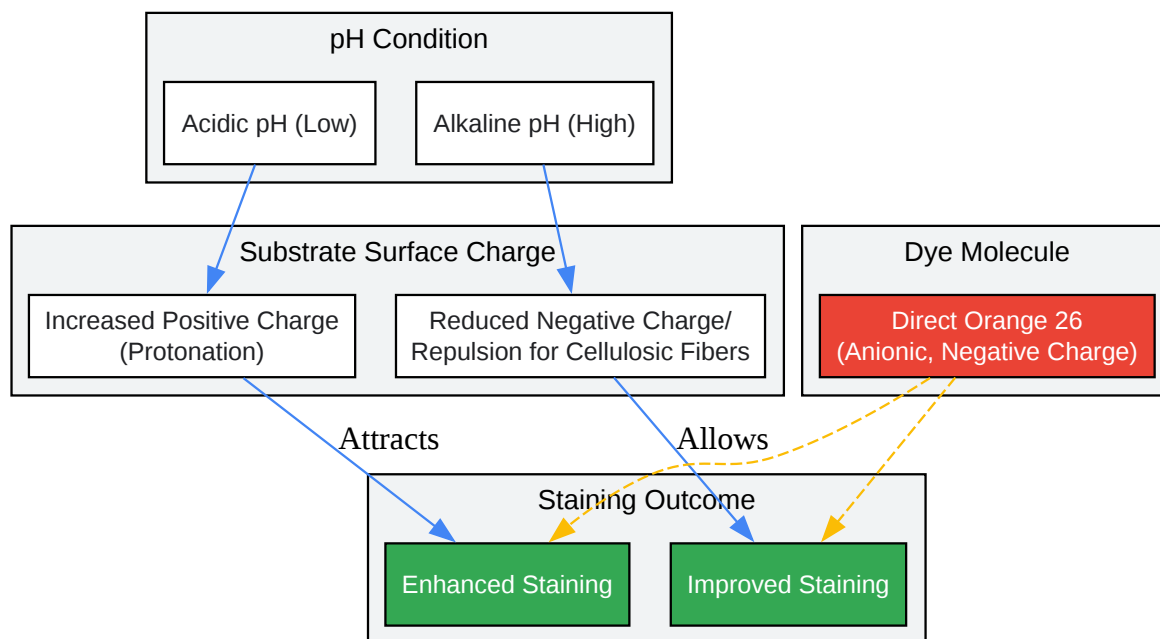 pH Condition
Acidic pH (Low)
Alkaline pH (High)
Substrate Surface Charge
Dye Molecule
Increased Positive Charge
(Protonation)
Reduced Negative Charge/
Repulsion for Cellulosic Fibers
Direct Orange 26
(Anionic, Negative Charge)
Attracts
Allows
Staining Outcome
Enhanced Staining
Improved Staining